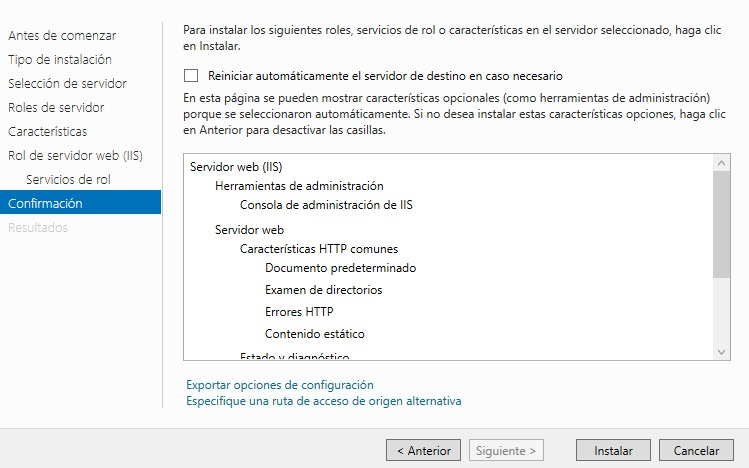 Antes de comenzar
Tipo de instalación
Selección de servidor
Roles de servidor
Características
Rol de servidor web (IIS)
Servicios de rol
Confirmación
Resultados
Para instalar los siguientes roles, servicios de rol o características en el servidor seleccionado, haga clic
en Instalar.
Reiniciar automáticamente el servidor de destino en caso necesario
En esta página se pueden mostrar características opcionales (como herramientas de administración)
porque se seleccionaron automáticamente. Si no desea instalar estas características opciones, haga clic
en Anterior para desactivar las casillas.
Servidor web (IIS)
Herramientas de administración
Consola de administración de IIS
Servidor web
Características HTTP comunes
Documento predeterminado
Examen de directorios
Errores HTTP
Contenido estático
Estado y diagnóstico
Exportar opciones de configuración
Especifique una ruta de acceso de origen alternativa
< Anterior
Siguiente >
Instalar
Cancelar